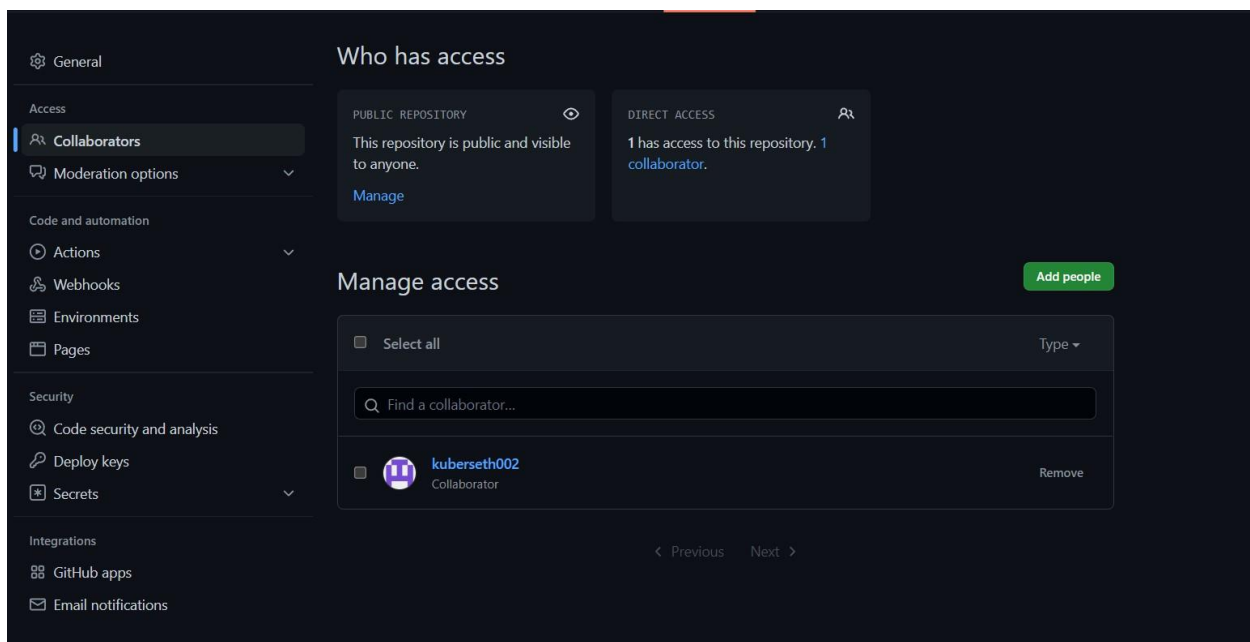 General
Access
Collaborators
Moderation options
Code and automation
Actions
Webhooks
Environments
Pages
Security
Code security and analysis
Deploy keys
Secrets
Integrations
GitHub apps
Email notifications
Who has access
PUBLIC REPOSITORY
This repository is public and visible
to anyone.
Manage
DIRECT ACCESS
1 has access to this repository. 1
collaborator.
Manage access
Add people
Select all
Type
Find a collaborator...
kuberseth002
Collaborator
Remove
Previous Next